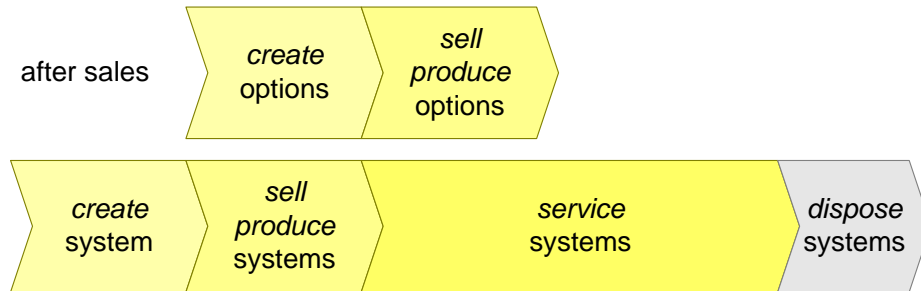 after sales
create
options
sell
produce
options
create
system
sell
produce
systems
service
systems
dispose
systems